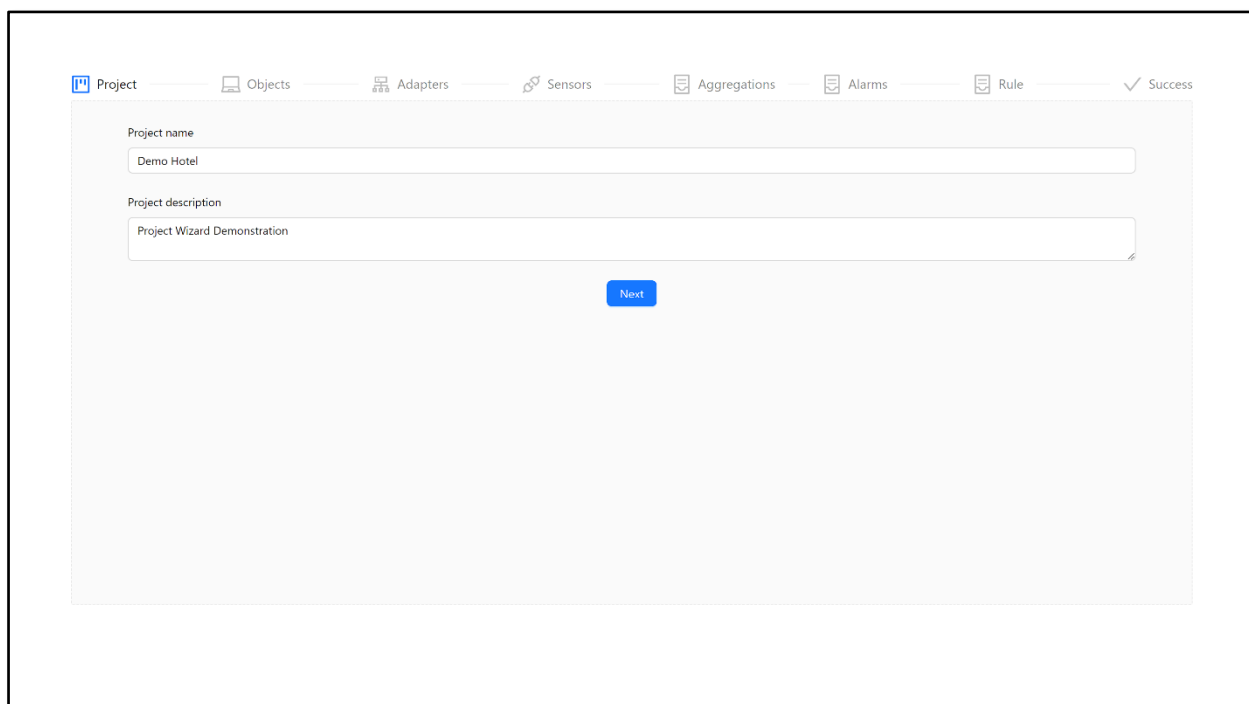 Project Objects Adapters Sensors Aggregations Alarms Rule Success
Project name
Demo Hotel
Project description
Project Wizard Demonstration
Next